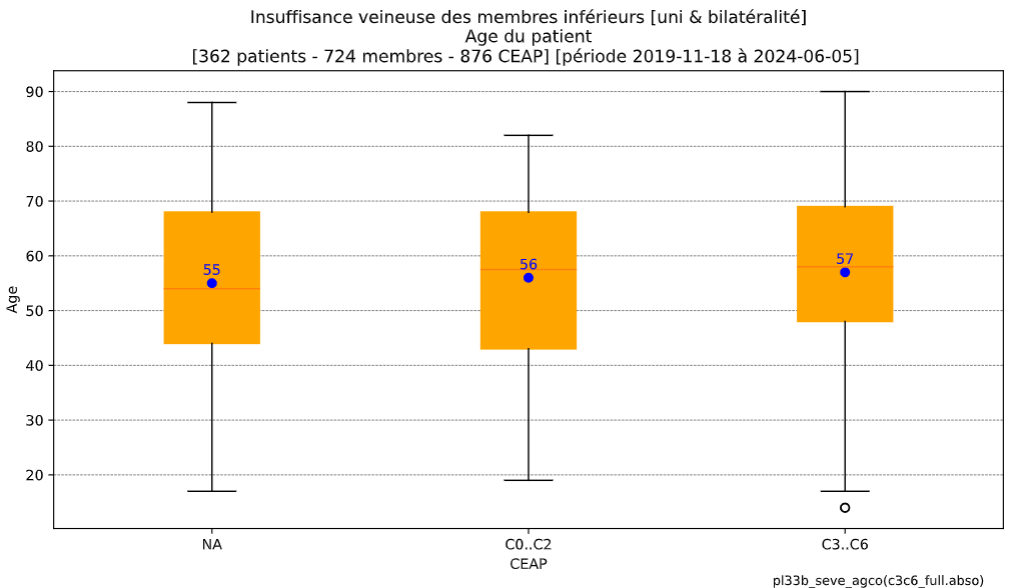 Insuffisance veineuse des membres inférieurs [uni & bilatéralité]
Age du patient
[362 patients - 724 membres - 876 CEAP] [période 2019-11-18 à 2024-06-05]
90
80
70
60
50
40
30
20
Age
55
56
57
NA
C0..C2
C3..C6
CEAP
pl33b_seve_agco(c3c6_full.abso)